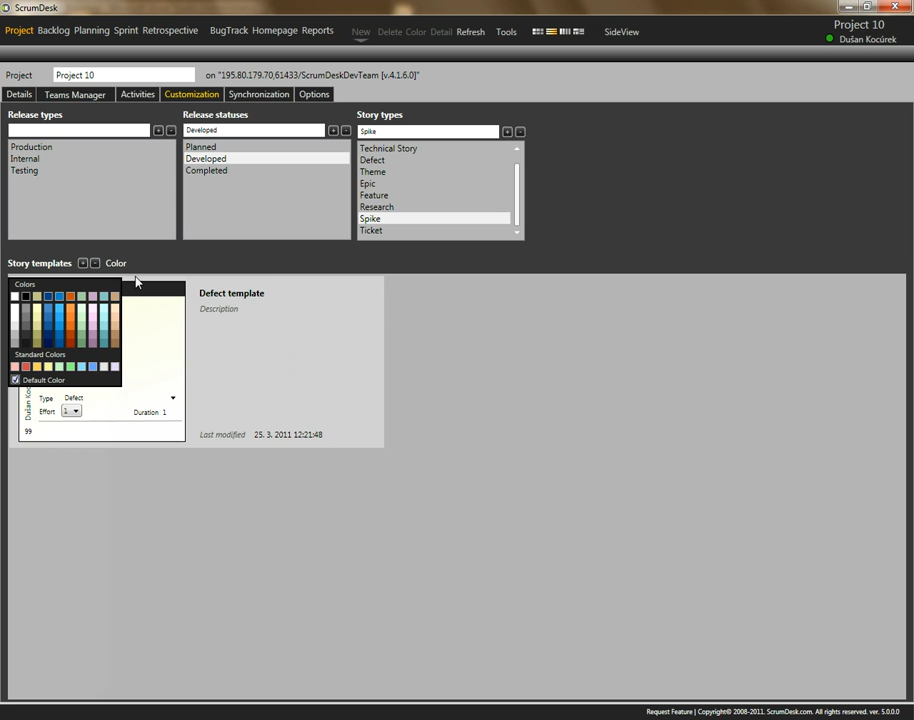 ScrumDesk
Project Backlog Planning Sprint Retrospective BugTrack Homepage Reports New Delete Color Detail Refresh Tools SideView
Project 10
Dušan Kocúrek
Project Project 10 on "195.80.179.70,61433/ScrumDeskDevTeam [v.4.1.6.0]"
Details Teams Manager Activities Customization Synchronization Options
Release types
Production
Internal
Testing
Release statuses
Developed
Planned
Developed
Completed
Story types
Spike
Technical Story
Defect
Theme
Epic
Feature
Research
Spike
Ticket
Story templates + - Color
Colors
Standard Colors
Default Color
Dušan Koc
Type Defect
Effort 1 Duration 1
99
Defect template
Description
Last modified 25. 3. 2011 12:21:48
Request Feature | Copyright© 2008-2011. ScrumDesk.com. All rights reserved. ver. 5.0.0.0